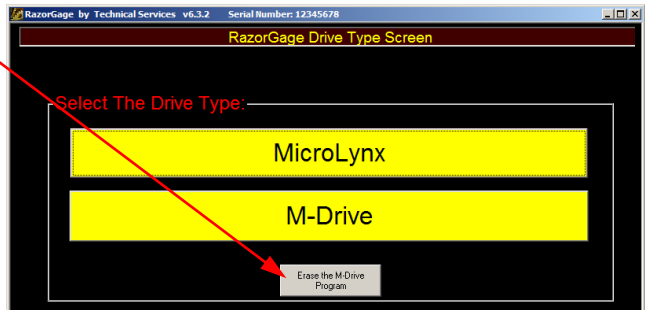 RazorGage by Technical Services v6.3.2 Serial Number: 12345678
RazorGage Drive Type Screen
Select The Drive Type:
MicroLynx
M-Drive
Erase the M-Drive
Program